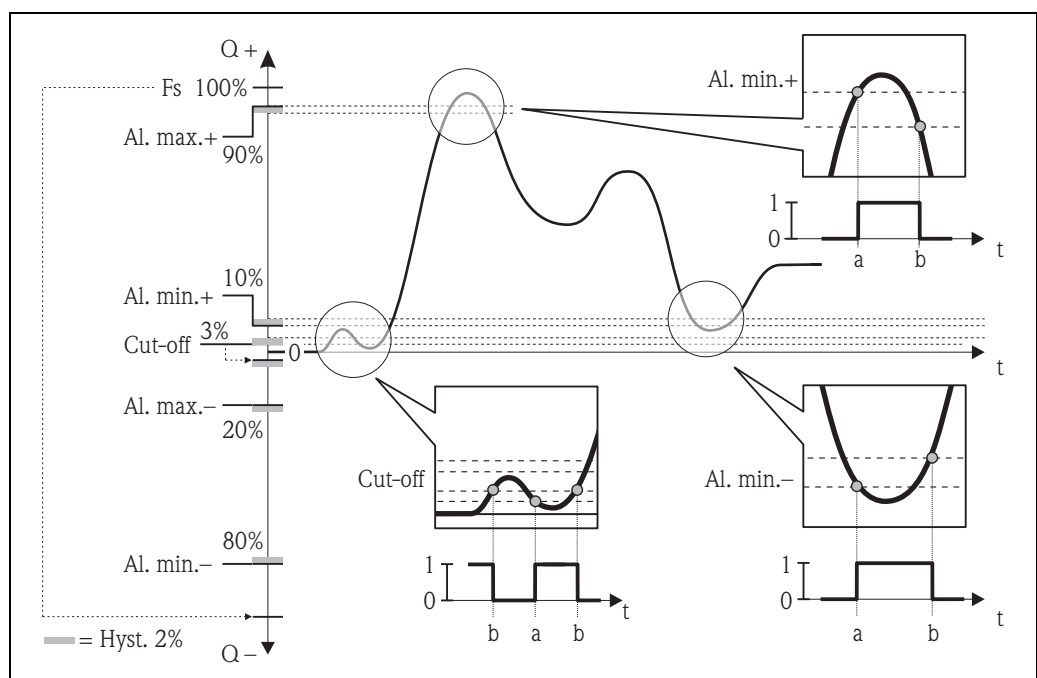 Q +
Fs 100%
Al. max.+
90%
10%
Al. min.+
3%
Cut-off
0
t
Al. max.–
20%
80%
Al. min.–
= Hyst. 2%
Q –
Al. min.+
1
0
a b
t
Cut-off
1
0
b a b
t
Al. min.–
1
0
a b
t